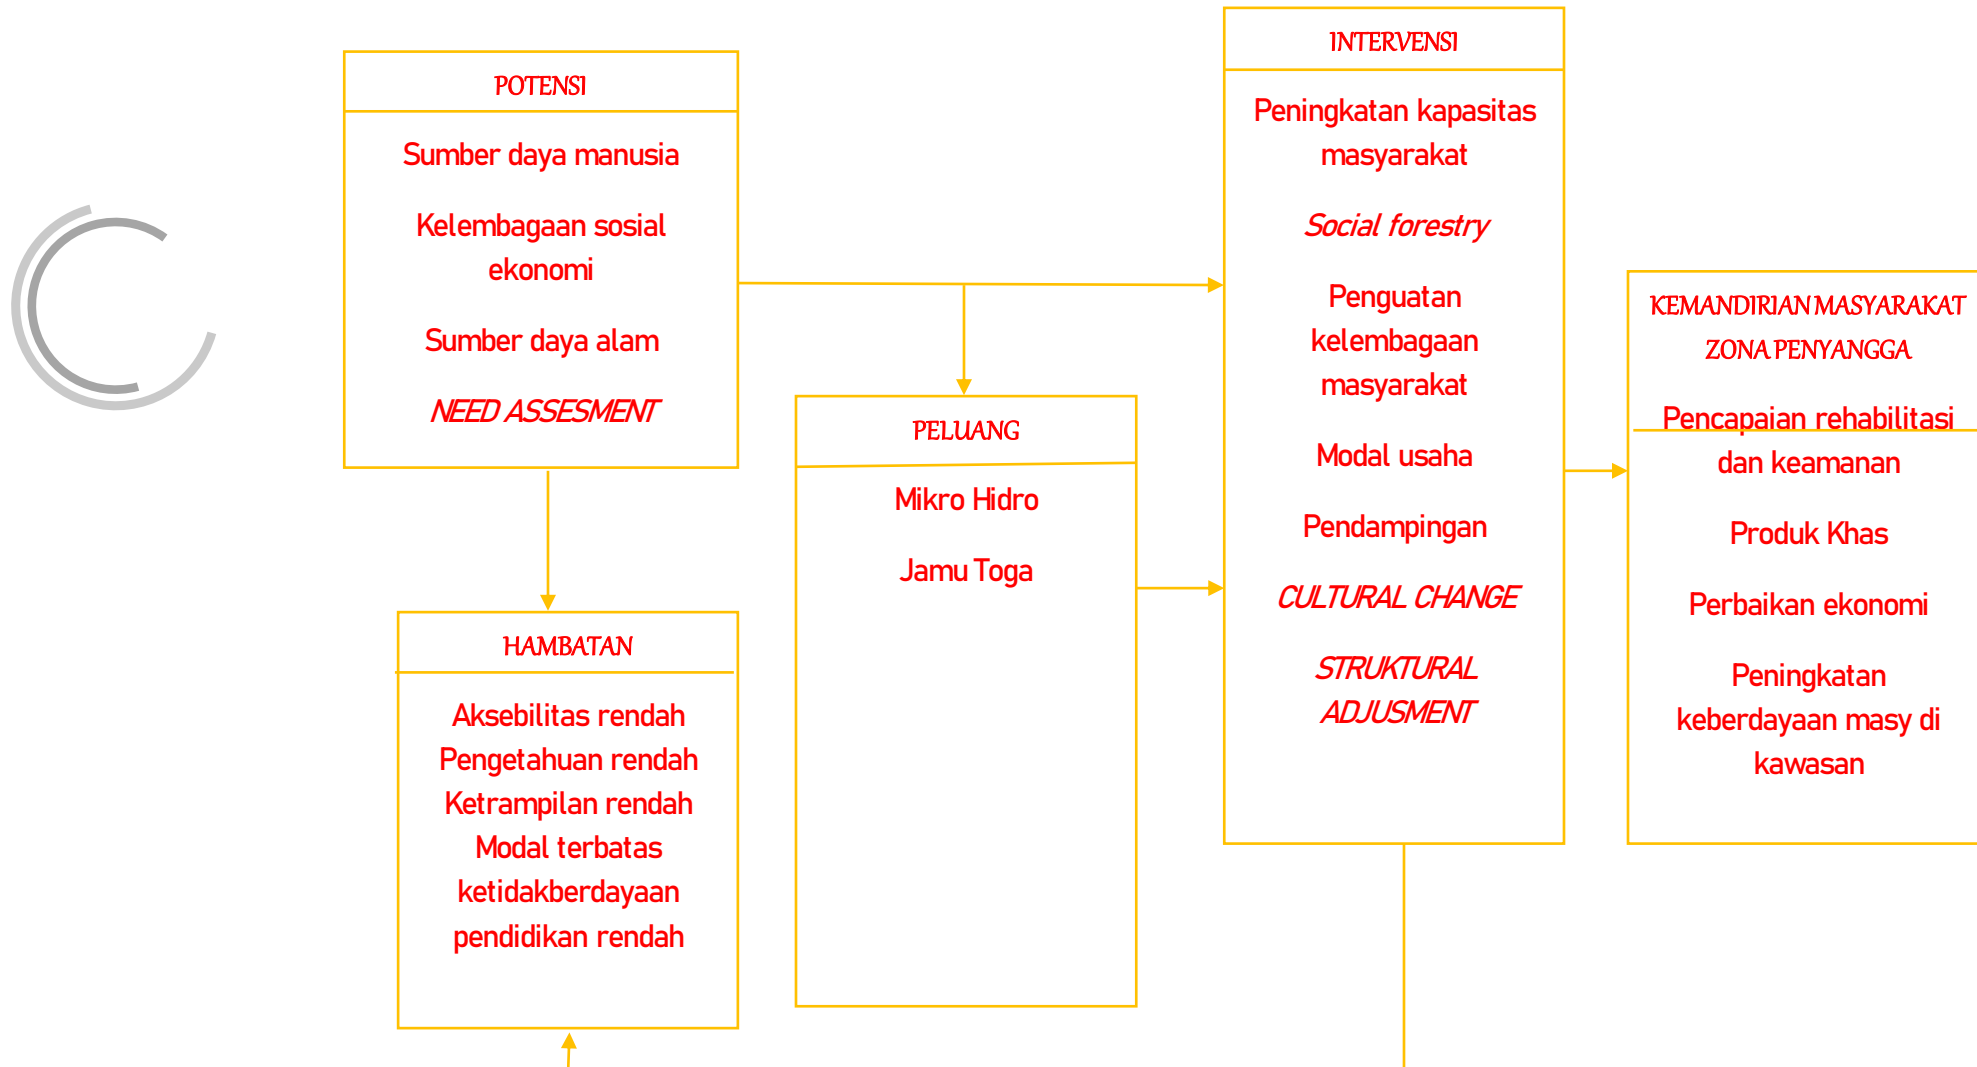 POTENSI
Sumber daya manusia
Kelembagaan sosial
ekonomi
Sumber daya alam
NEED ASSESMENT
HAMBATAN
Aksebilitas rendah
Pengetahuan rendah
Ketrampilan rendah
Modal terbatas
ketidakberdayaan
pendidikan rendah
PELUANG
Mikro Hidro
Jamu Toga
INTERVENSI
Peningkatan kapasitas
masyarakat
Social forestry
Penguatan
kelembagaan
masyarakat
Modal usaha
Pendampingan
CULTURAL CHANGE
STRUKTURAL
ADJUSMENT
KEMANDIRIAN MASYARAKAT
ZONA PENYANGGA
Pencapaian rehabilitasi
dan keamanan
Produk Khas
Perbaikan ekonomi
Peningkatan
keberdayaan masy di
kawasan